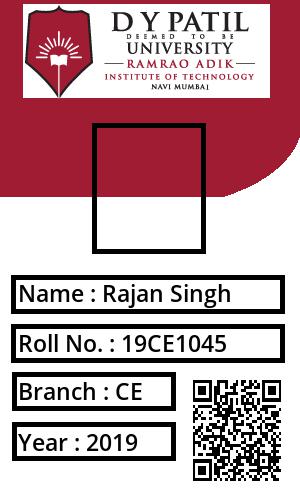 D Y PATIL
DEEMED TO BE
UNIVERSITY
RAMRAO ADIK
INSTITUTE OF TECHNOLOGY
NAVI MUMBAI
Name : Rajan Singh
Roll No. : 19CE1045
Branch : CE
Year : 2019